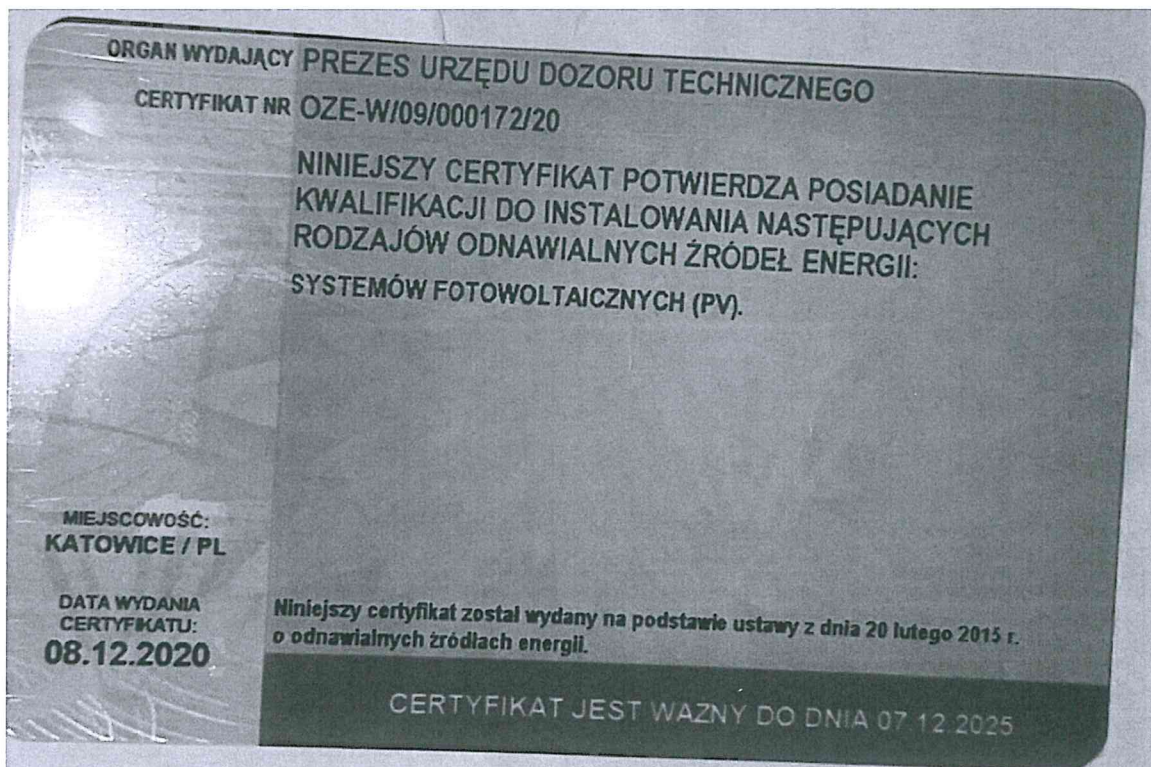 ORGAN WYDAJĄCY PREZES URZĘDU DOZORU TECHNICZNEGO
CERTYFIKAT NR OZE-W/09/000172/20
NINIEJSZY CERTYFIKAT POTWIERDZA POSIADANIE
KWALIFIKACJI DO INSTALOWANIA NASTĘPUJĄCYCH
RODZAJÓW ODNAWIALNYCH ŹRÓDEŁ ENERGII:
SYSTEMÓW FOTOWOLTAICZNYCH (PV).
MIEJSCOWOŚĆ:
KATOWICE / PL
DATA WYDANIA
CERTYFIKATU:
08.12.2020
Niniejszy certyfikat został wydany na podstawie ustawy z dnia 20 lutego 2015 r.
o odnawialnych źródłach energii.
CERTYFIKAT JEST WAŻNY DO DNIA 07.12.2025